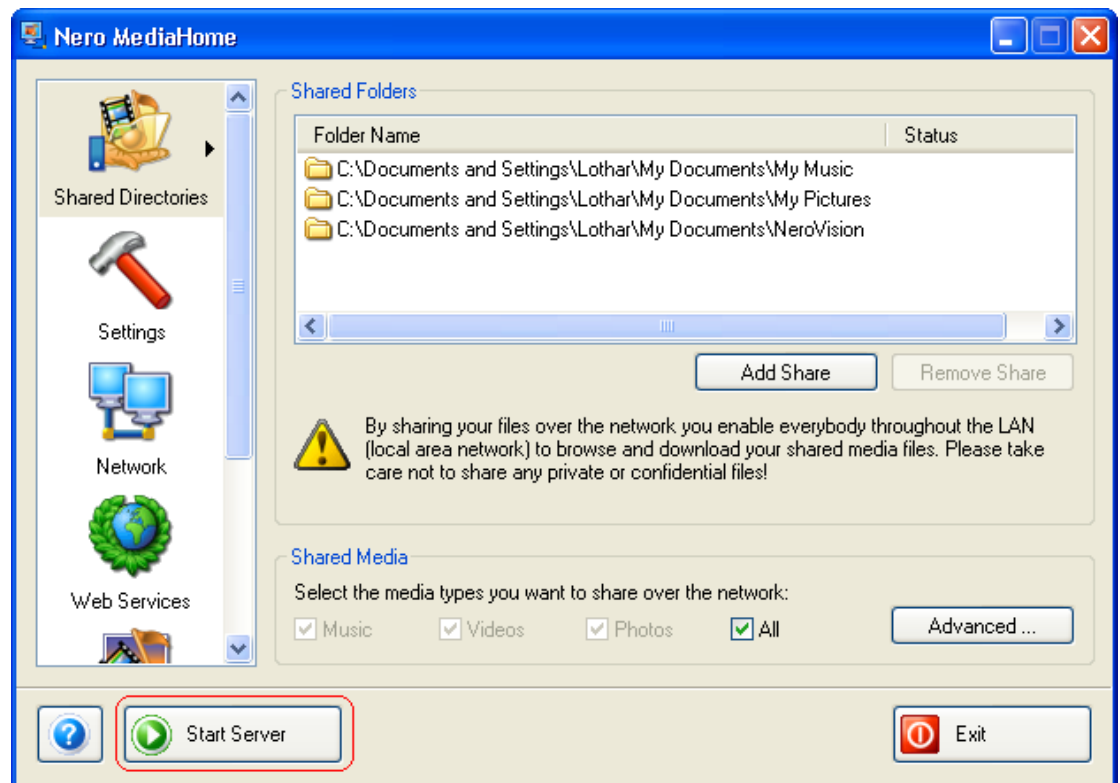 Nero MediaHome
Shared Directories
Settings
Network
Web Services
Shared Folders
Folder Name Status
C:\Documents and Settings\Lothar\My Documents\My Music
C:\Documents and Settings\Lothar\My Documents\My Pictures
C:\Documents and Settings\Lothar\My Documents\NeroVision
Add Share Remove Share
By sharing your files over the network you enable everybody throughout the LAN
(local area network) to browse and download your shared media files. Please take
care not to share any private or confidential files!
Shared Media
Select the media types you want to share over the network:
Music Videos Photos All Advanced ...
Start Server Exit